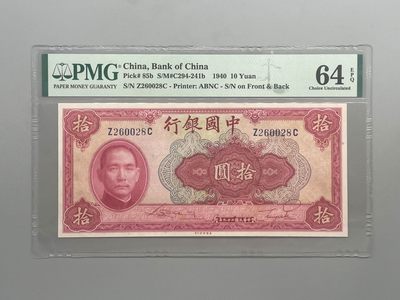 PMG
PAPER MONEY GUARANTY
China, Bank of China
Pick# 85b S/M#C294-241b 1940 10 Yuan
S/N Z260028C - Printer: ABNC - S/N on Front & Back
64 EPQ
Choice Uncirculated
拾 行銀國中 拾
Z260028C Z260028C
圓拾
拾 拾